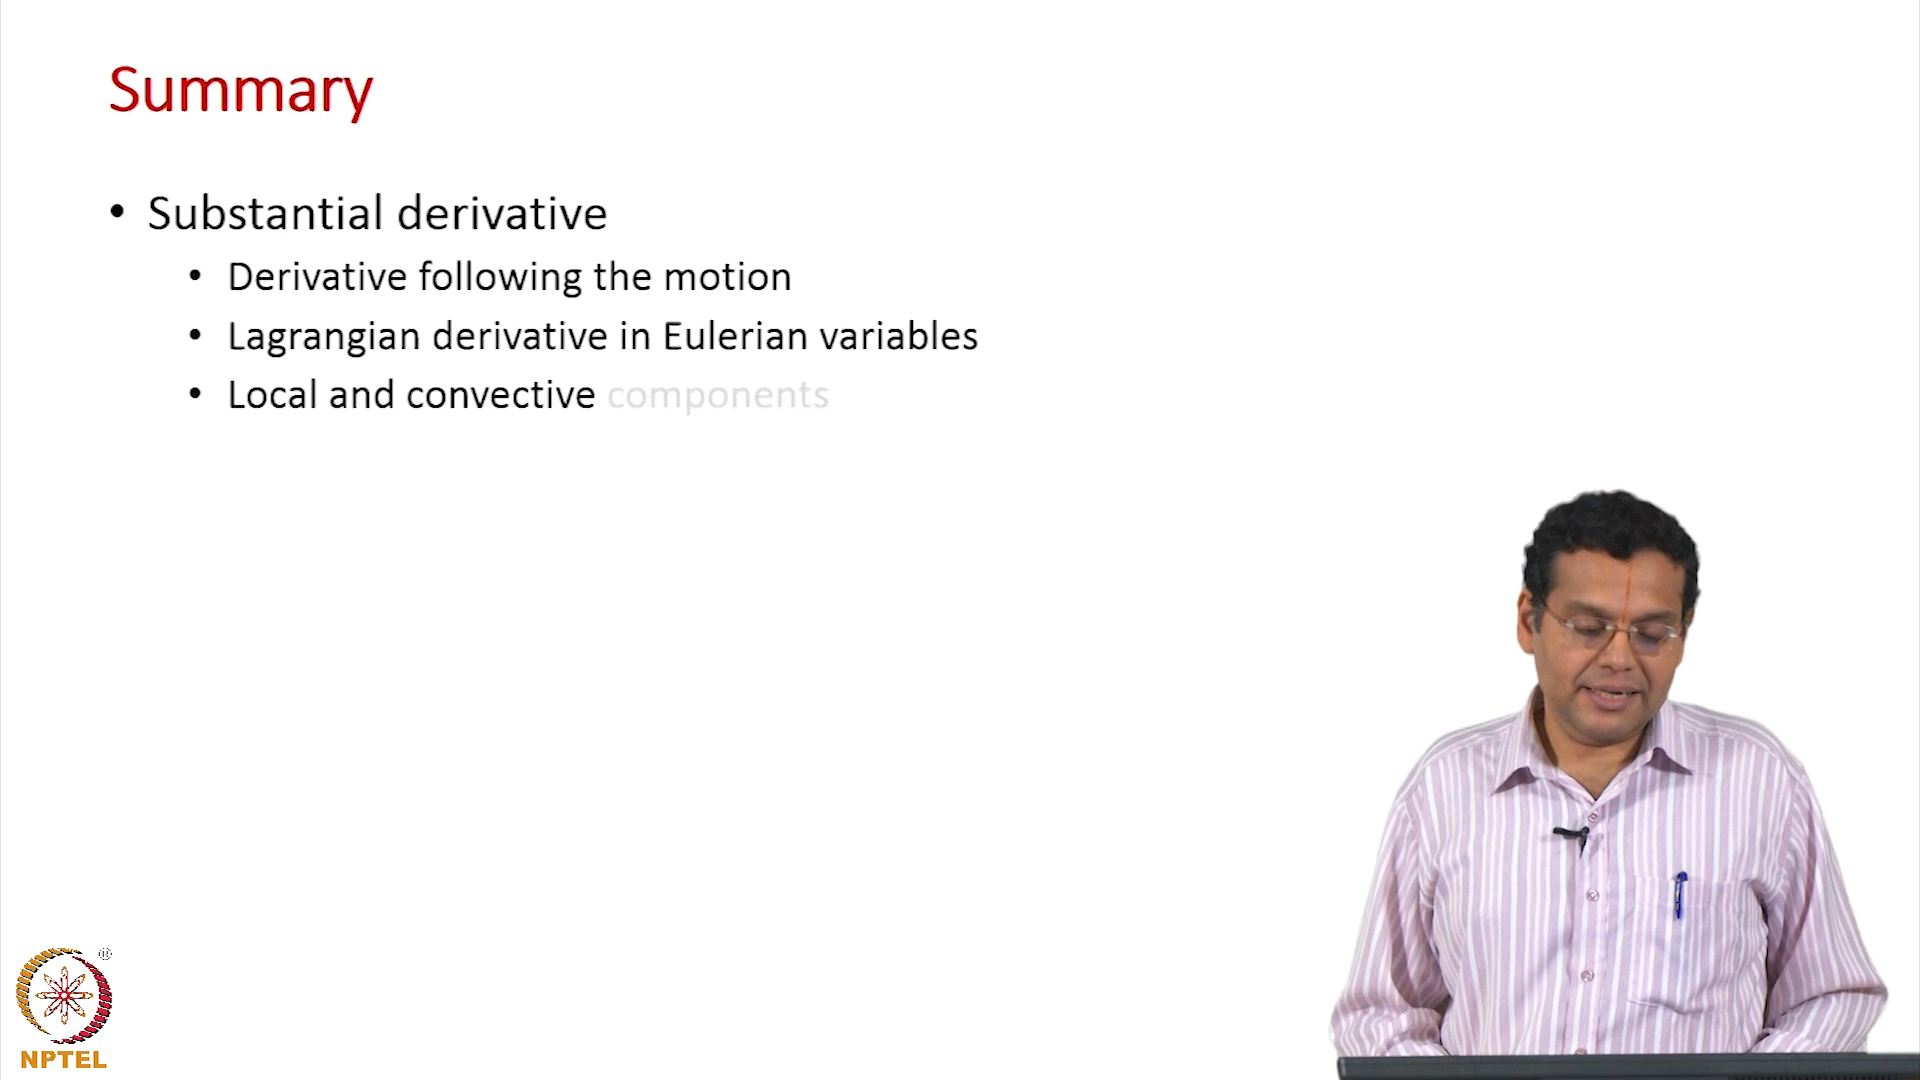 Summary
• Substantial derivative
• Derivative following the motion
• Lagrangian derivative in Eulerian variables
• Local and convective components
®
NPTEL